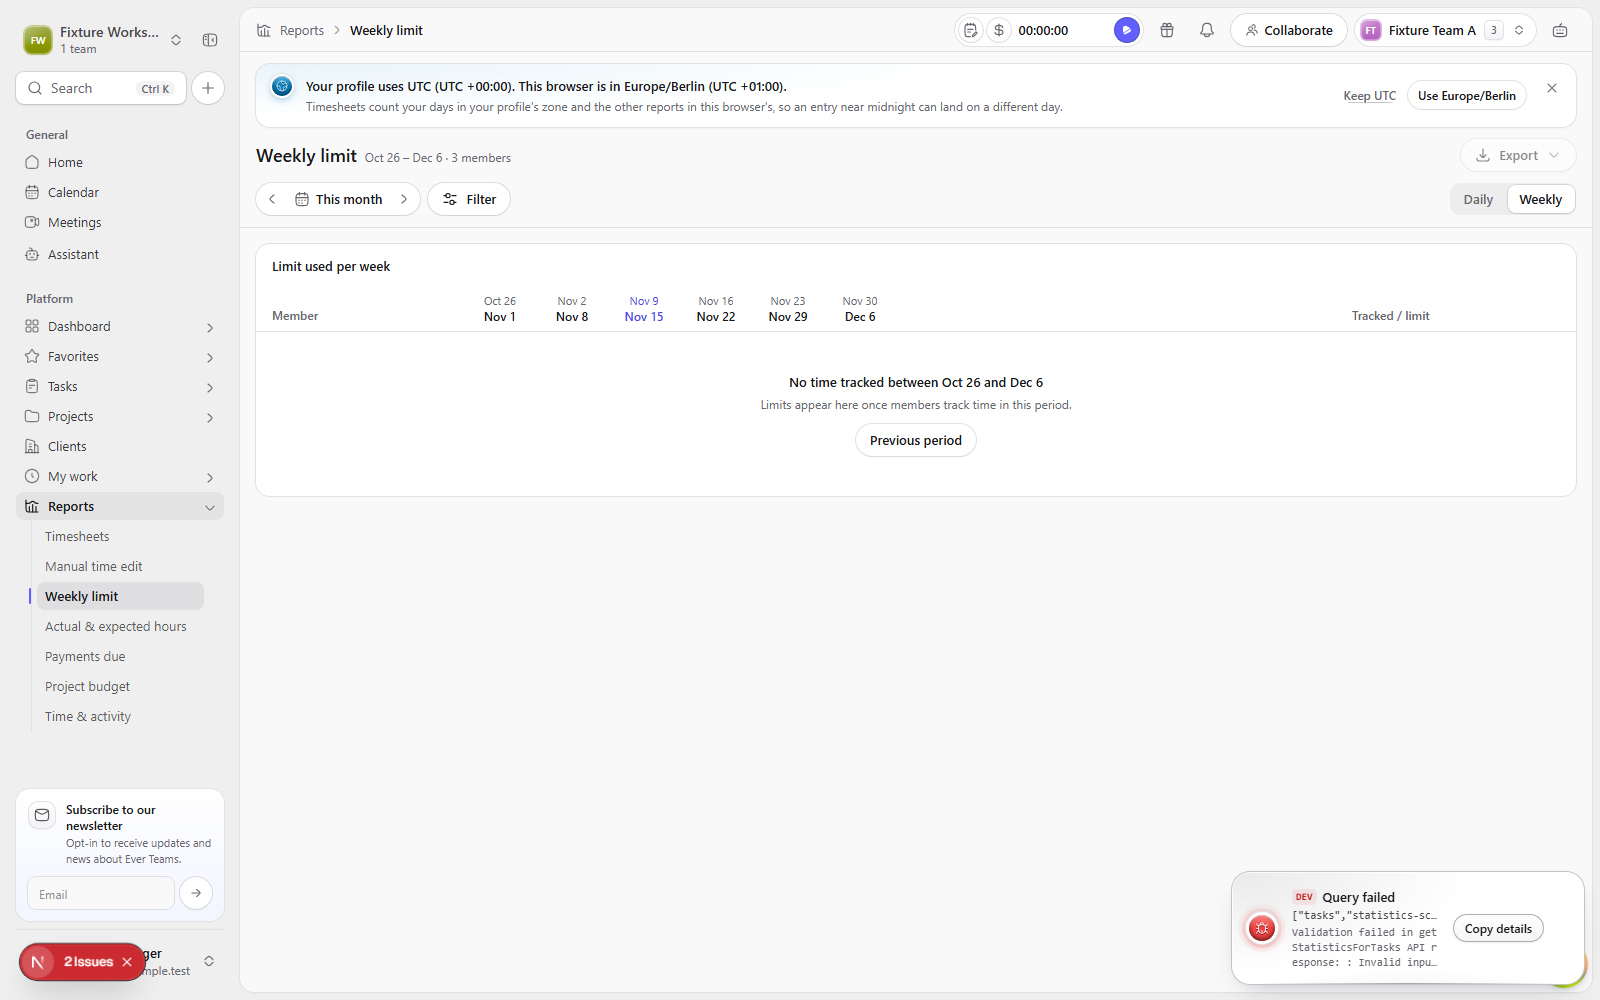 FW
Fixture Works...
1 team
Search
Ctrl K
General
Home
Calendar
Meetings
Assistant
Platform
Dashboard
Favorites
Tasks
Projects
Clients
My work
Reports
Timesheets
Manual time edit
Weekly limit
Actual & expected hours
Payments due
Project budget
Time & activity
Subscribe to our
newsletter
Opt-in to receive updates and
news about Ever Teams.
Email
N
2 Issues
ger
mple.test
Reports > Weekly limit
$
00:00:00
Collaborate
FT
Fixture Team A
3
Your profile uses UTC (UTC +00:00). This browser is in Europe/Berlin (UTC +01:00).
Timesheets count your days in your profile's zone and the other reports in this browser's, so an entry near midnight can land on a different day.
Keep UTC
Use Europe/Berlin
Weekly limit
Oct 26 – Dec 6 · 3 members
Export
This month
Filter
Daily
Weekly
Limit used per week
Member
Oct 26
Nov 1
Nov 2
Nov 8
Nov 9
Nov 15
Nov 16
Nov 22
Nov 23
Nov 29
Nov 30
Dec 6
Tracked / limit
No time tracked between Oct 26 and Dec 6
Limits appear here once members track time in this period.
Previous period
DEV
Query failed
["tasks","statistics-sc...
Validation failed in get
StatisticsForTasks API r
esponse: : Invalid inpu...
Copy details